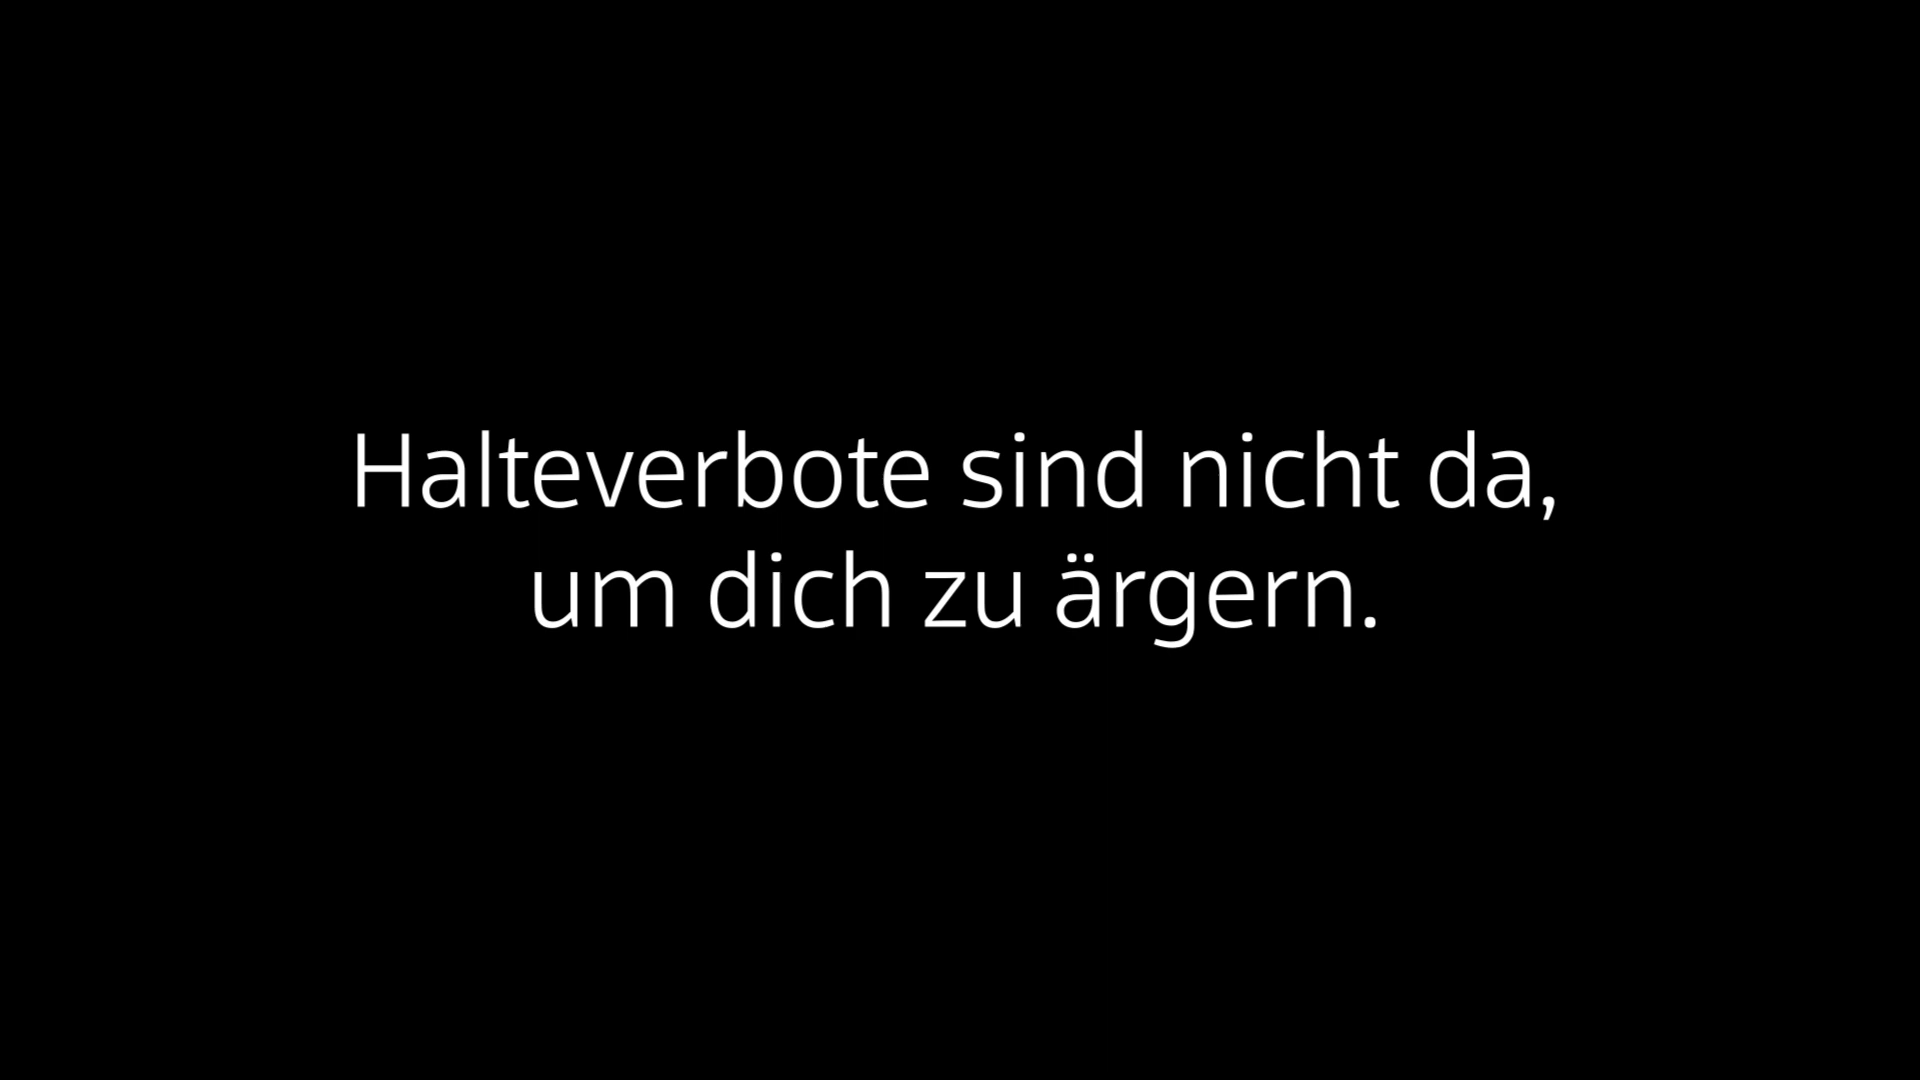 Halteverbote sind nicht da,
um dich zu ärgern.